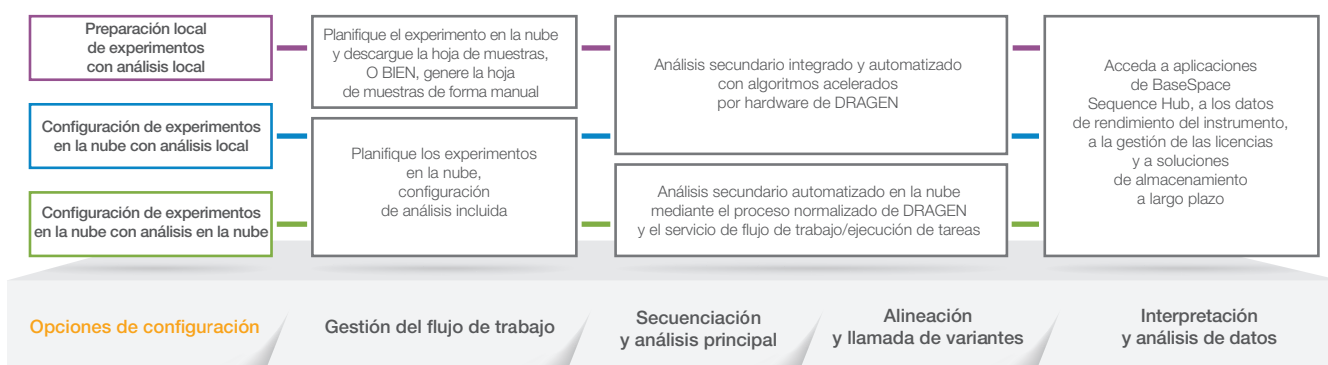 Preparación local
de experimentos
con análisis local
Configuración de experimentos
en la nube con análisis local
Configuración de experimentos
en la nube con análisis en la nube
Planifique el experimento en la nube
y descargue la hoja de muestras,
O BIEN, genere la hoja
de muestras de forma manual
Planifique los experimentos
en la nube,
configuración
de análisis incluida
Análisis secundario integrado y automatizado
con algoritmos acelerados
por hardware de DRAGEN
Análisis secundario automatizado en la nube
mediante el proceso normalizado de DRAGEN
y el servicio de flujo de trabajo/ejecución de tareas
Acceda a aplicaciones
de BaseSpace
Sequence Hub, a los datos
de rendimiento del instrumento,
a la gestión de las licencias
y a soluciones
de almacenamiento
a largo plazo
Opciones de configuración
Gestión del flujo de trabajo
Secuenciación
y análisis principal
Alineación
y llamada de variantes
Interpretación
y análisis de datos